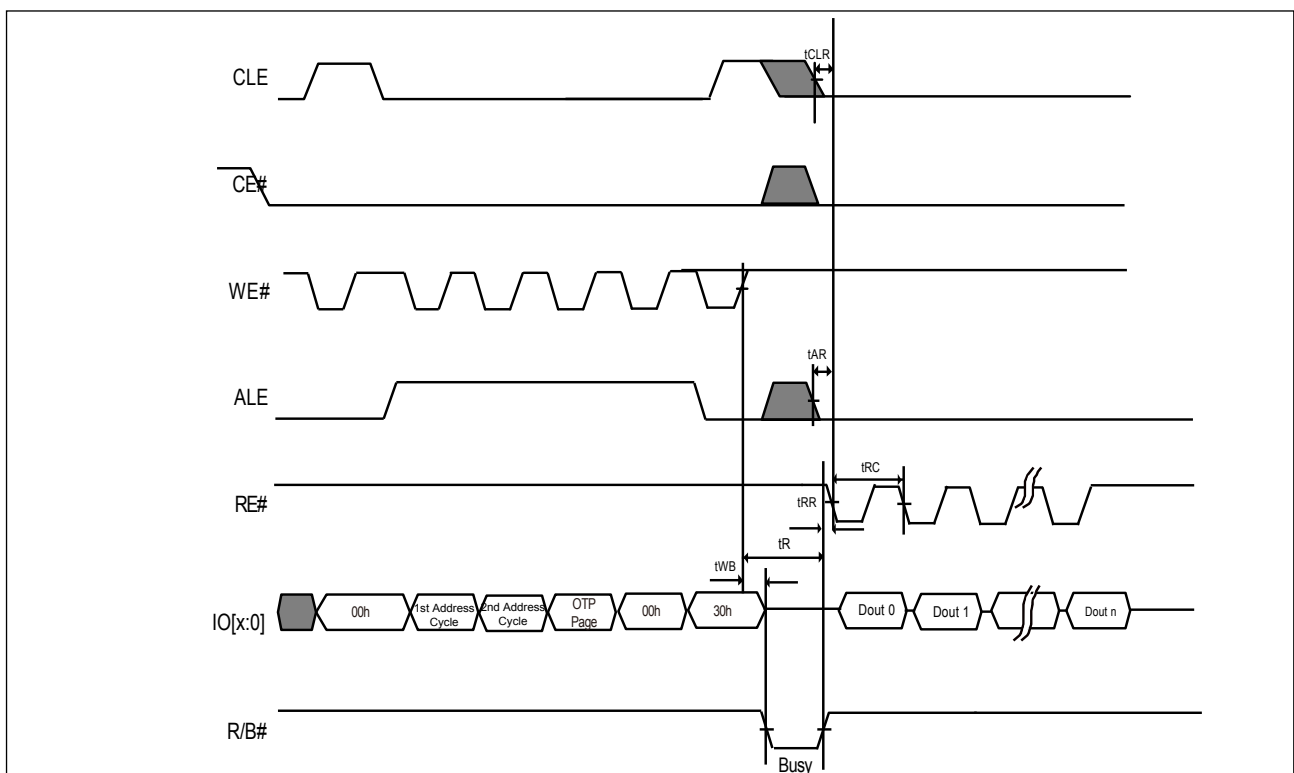 tCLR
CLE
CE#
WE#
tAR
ALE
tRC
RE#
tRR
tR
tWB
IO[x:0]
00h
1st Address
Cycle
2nd Address
Cycle
OTP
Page
00h
30h
Dout 0
Dout 1
Dout n
R/B#
Busy